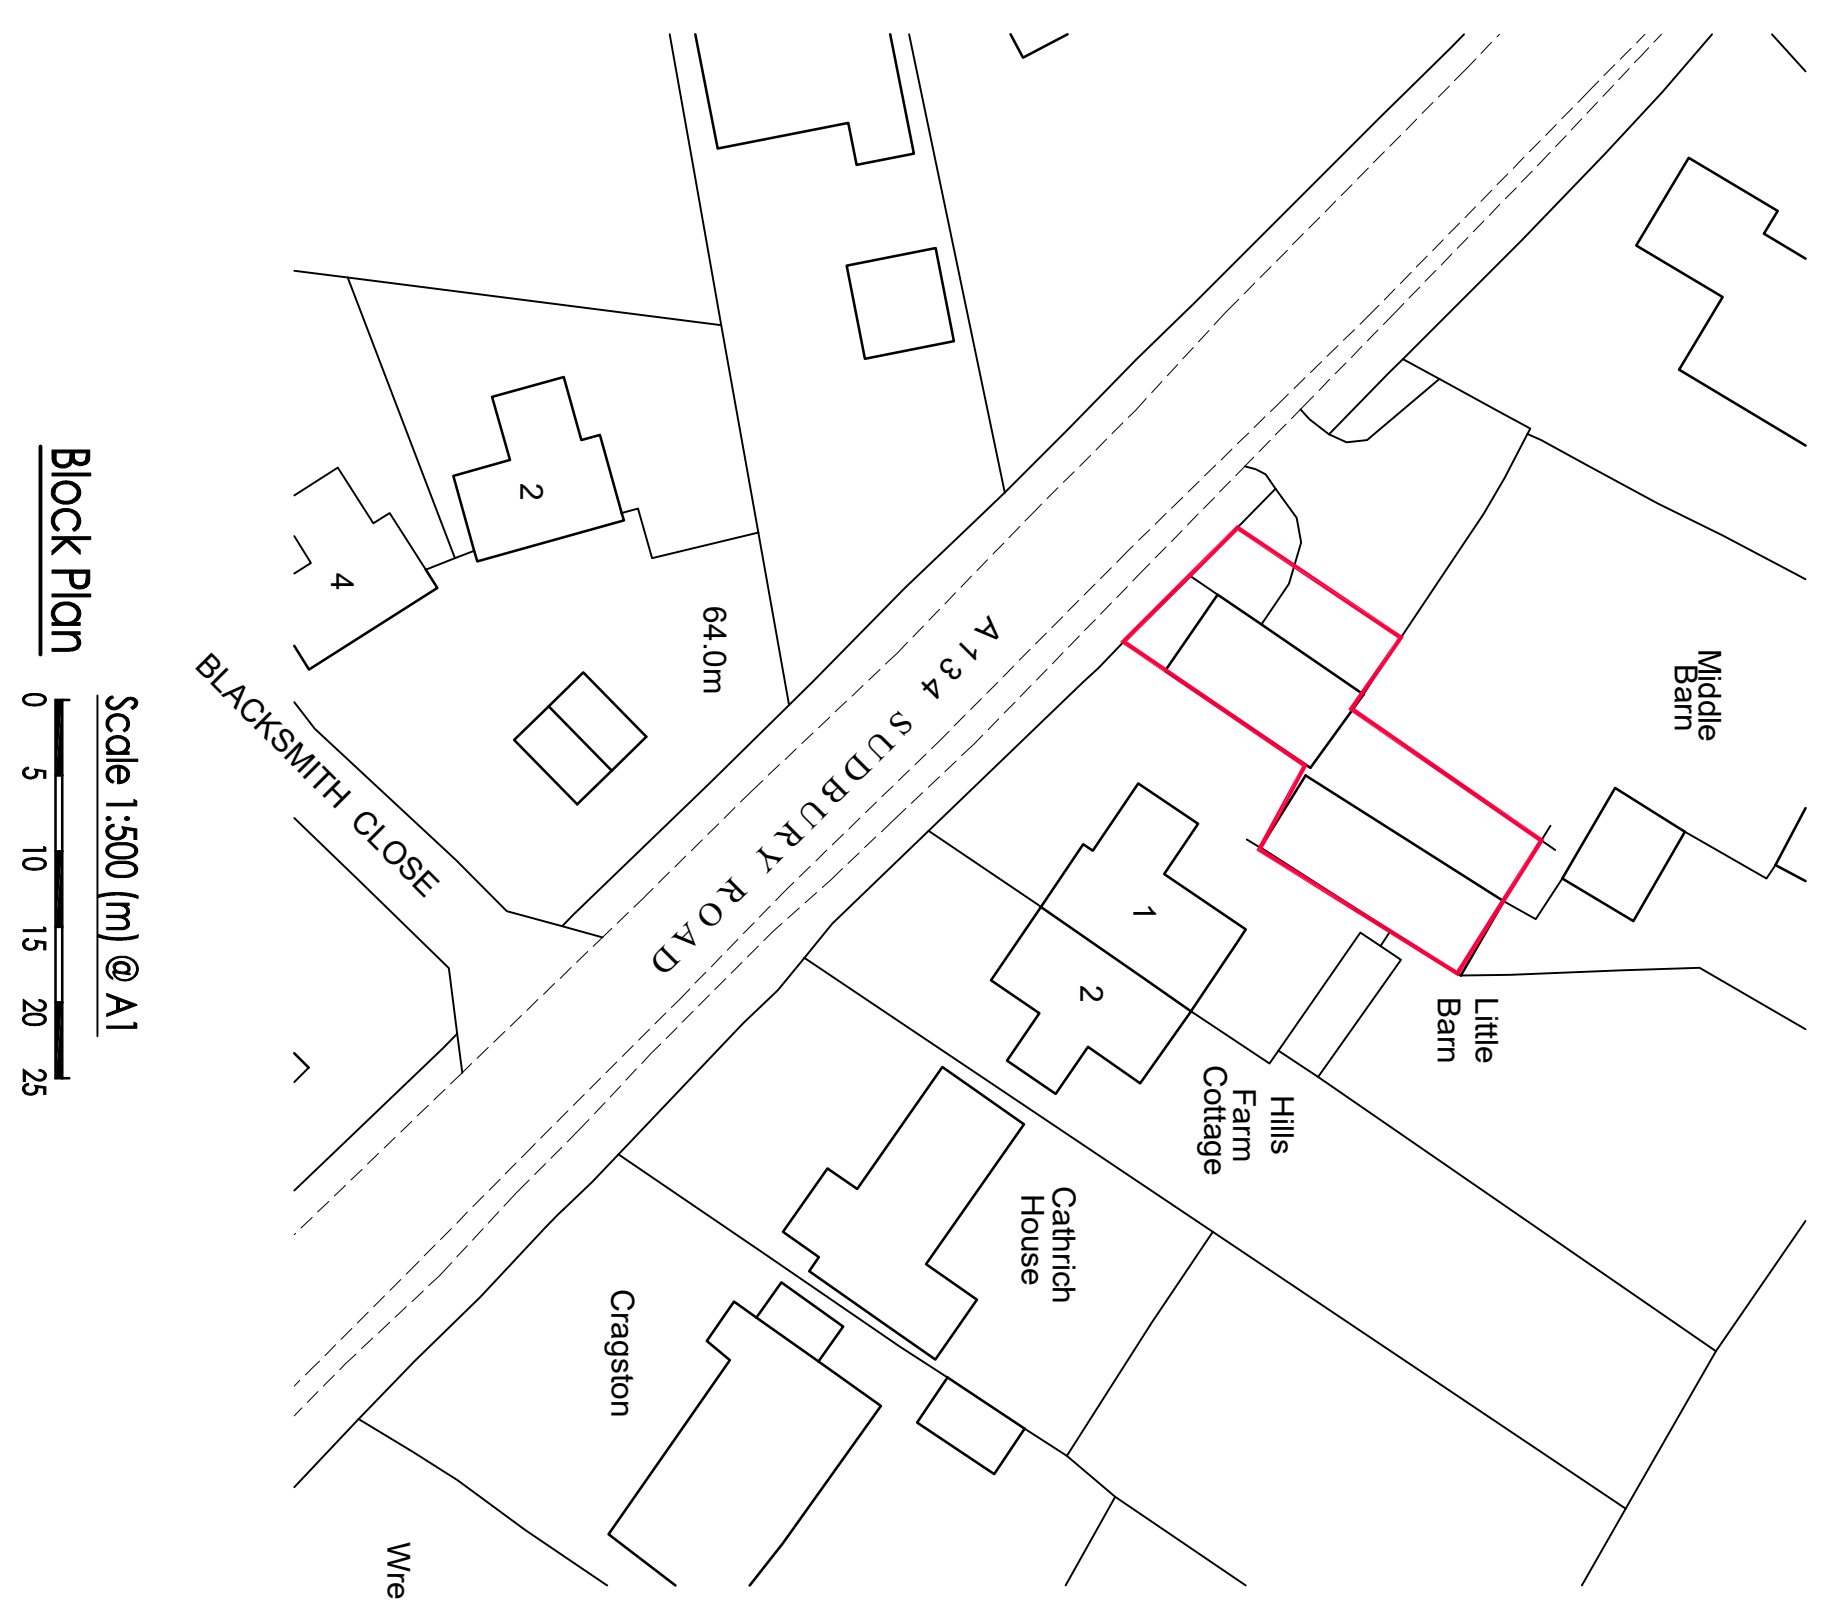 Middle
Barn
Little
Barn
Hills
Farm
Cottage
Cathrich
House
1
2
A134 SUDBURY ROAD
64.0m
2
4
BLACKSMITH CLOSE
Cragston
Wre
Scale 1:500 (m) @ A1
Block Plan
0 5 10 15 20 25